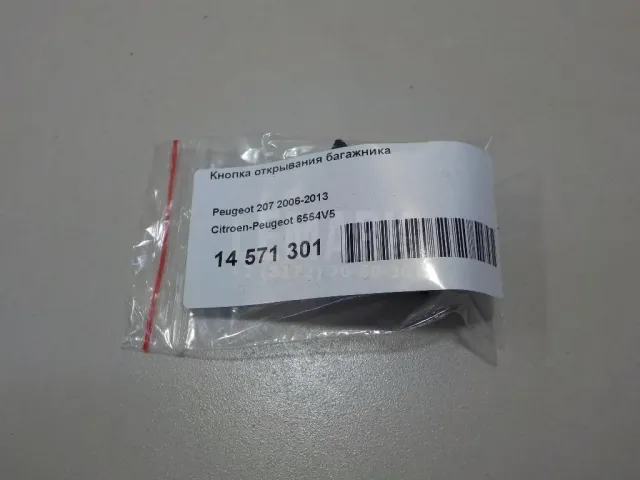 Кнопка открывания багажника
Peugeot 207 2006-2013
Citroen-Peugeot 6554V5
14 571 301